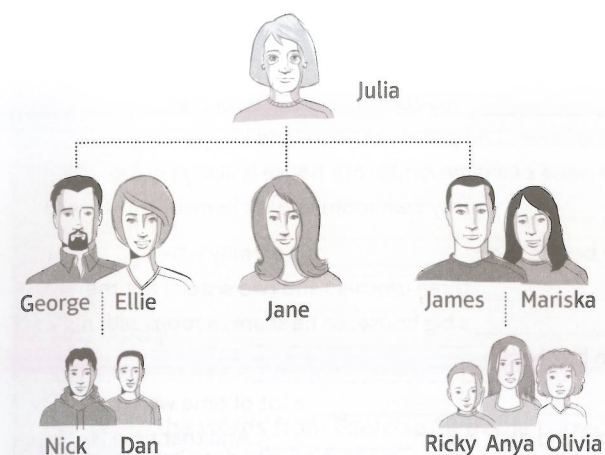 Julia
George Ellie
Jane
James Mariska
Nick Dan
Ricky Anya Olivia